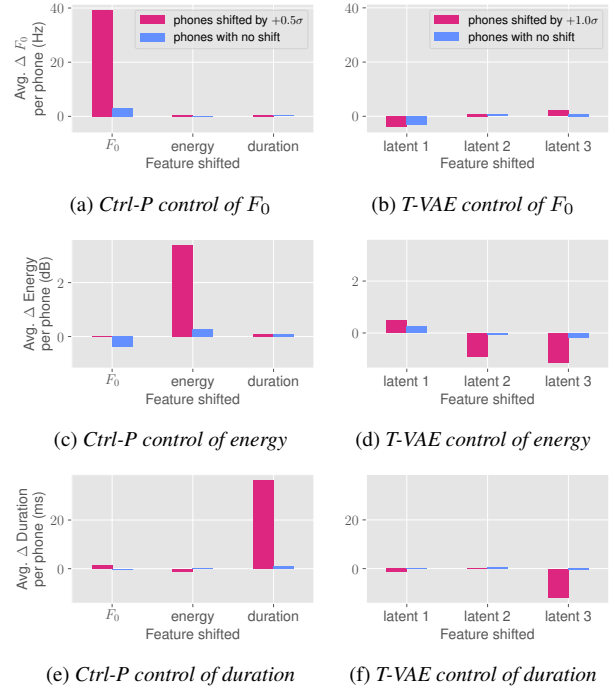 40
20
0
Avg. Δ F₀
per phone (Hz)
phones shifted by +0.5σ
phones with no shift
F₀ energy duration
Feature shifted
(a) Ctrl-P control of F₀
40
20
0
phones shifted by +1.0σ
phones with no shift
latent 1 latent 2 latent 3
Feature shifted
(b) T-VAE control of F₀
2
0
Avg. Δ Energy
per phone (dB)
F₀ energy duration
Feature shifted
(c) Ctrl-P control of energy
2
0
latent 1 latent 2 latent 3
Feature shifted
(d) T-VAE control of energy
20
0
Avg. Δ Duration
per phone (ms)
F₀ energy duration
Feature shifted
(e) Ctrl-P control of duration
20
0
latent 1 latent 2 latent 3
Feature shifted
(f) T-VAE control of duration